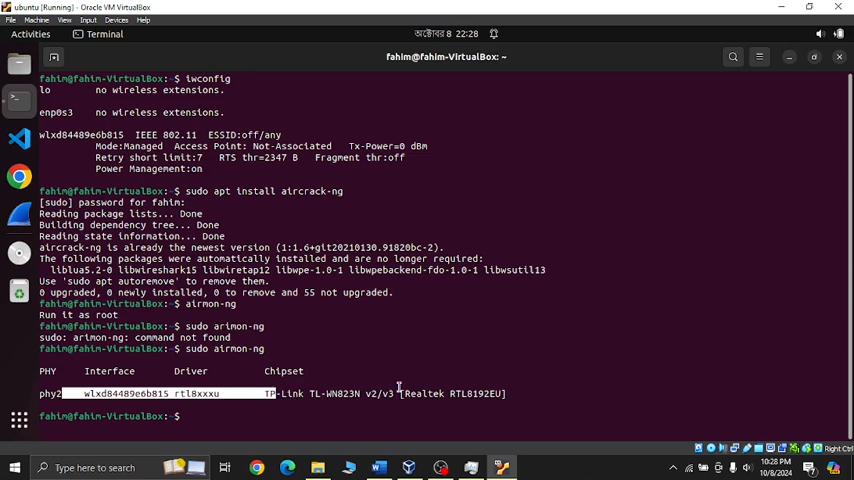 ubuntu [Running] - Oracle VM VirtualBox
File Machine View Input Devices Help
Activities Terminal অক্টোবর 8 22:28
fahim@fahim-VirtualBox: ~
fahim@fahim-VirtualBox:~$ iwconfig
lo no wireless extensions.
enp0s3 no wireless extensions.
wlxd84489e6b815 IEEE 802.11 ESSID:off/any
Mode:Managed Access Point: Not-Associated Tx-Power=0 dBm
Retry short limit:7 RTS thr=2347 B Fragment thr:off
Power Management:on
fahim@fahim-VirtualBox:~$ sudo apt install aircrack-ng
[sudo] password for fahim:
Reading package lists... Done
Building dependency tree... Done
Reading state information... Done
aircrack-ng is already the newest version (1:1.6+git20210130.91820bc-2).
The following packages were automatically installed and are no longer required:
liblua5.2-0 libwireshark15 libwiretap12 libwpe-1.0-1 libwpebackend-fdo-1.0-1 libwsutil13
Use 'sudo apt autoremove' to remove them.
0 upgraded, 0 newly installed, 0 to remove and 55 not upgraded.
fahim@fahim-VirtualBox:~$ airmon-ng
Run it as root
fahim@fahim-VirtualBox:~$ sudo arimon-ng
sudo: arimon-ng: command not found
fahim@fahim-VirtualBox:~$ sudo airmon-ng
PHY Interface Driver Chipset
phy2 wlxd84489e6b815 rtl8xxxu TP-Link TL-WN823N v2/v3 [Realtek RTL8192EU]
fahim@fahim-VirtualBox:~$
Right Ctrl
Type here to search
10:28 PM
10/8/2024